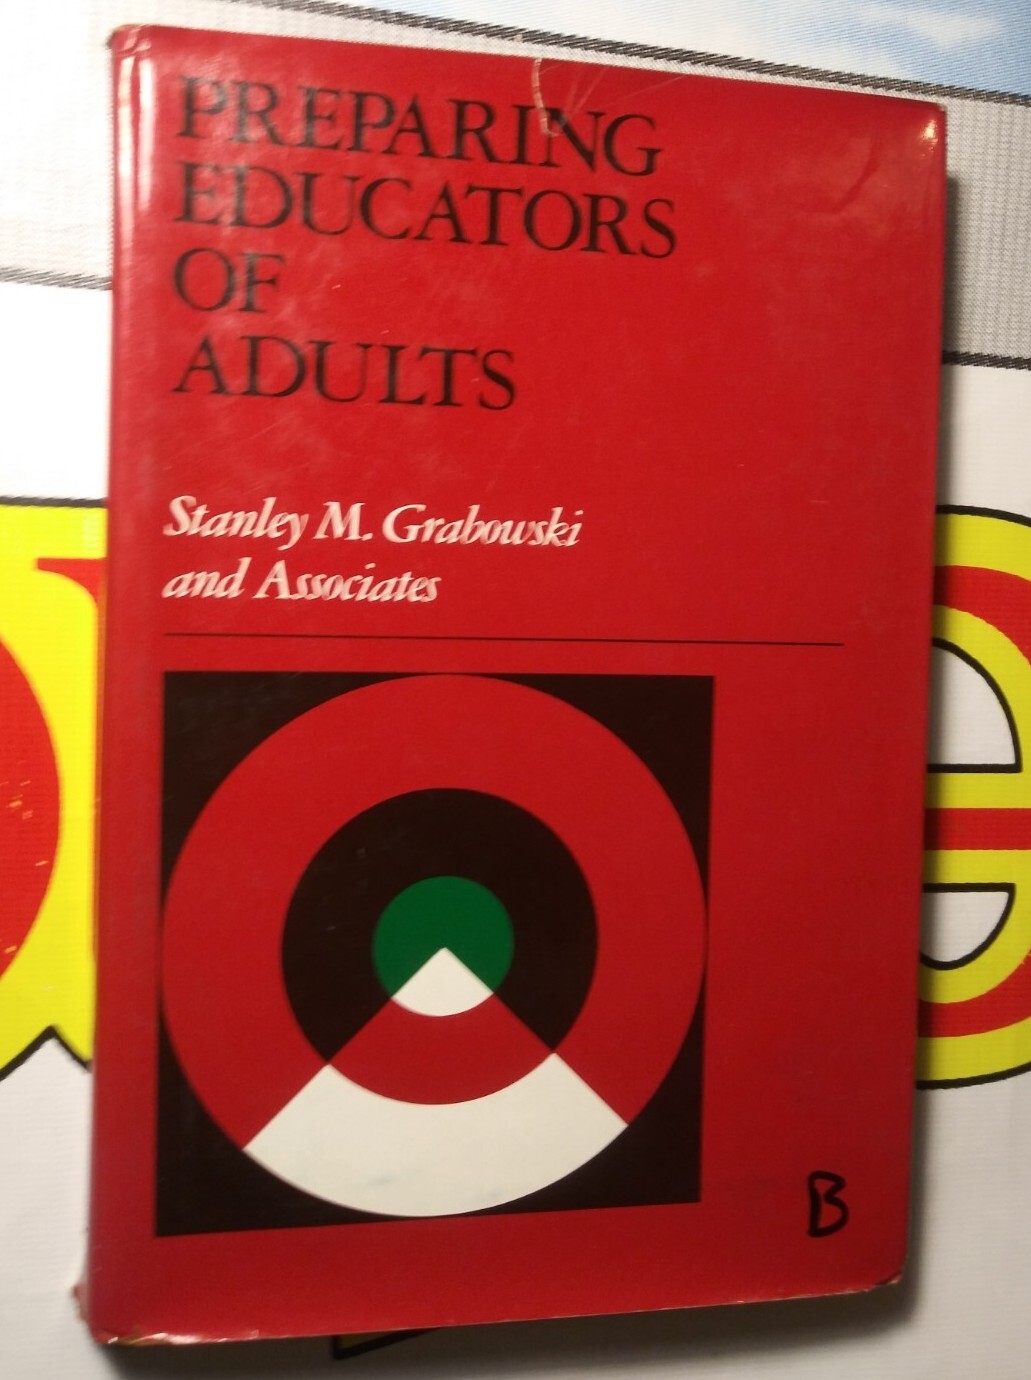 PREPARING
EDUCATORS
OF
ADULTS
Stanley M. Grabowski
and Associates
B